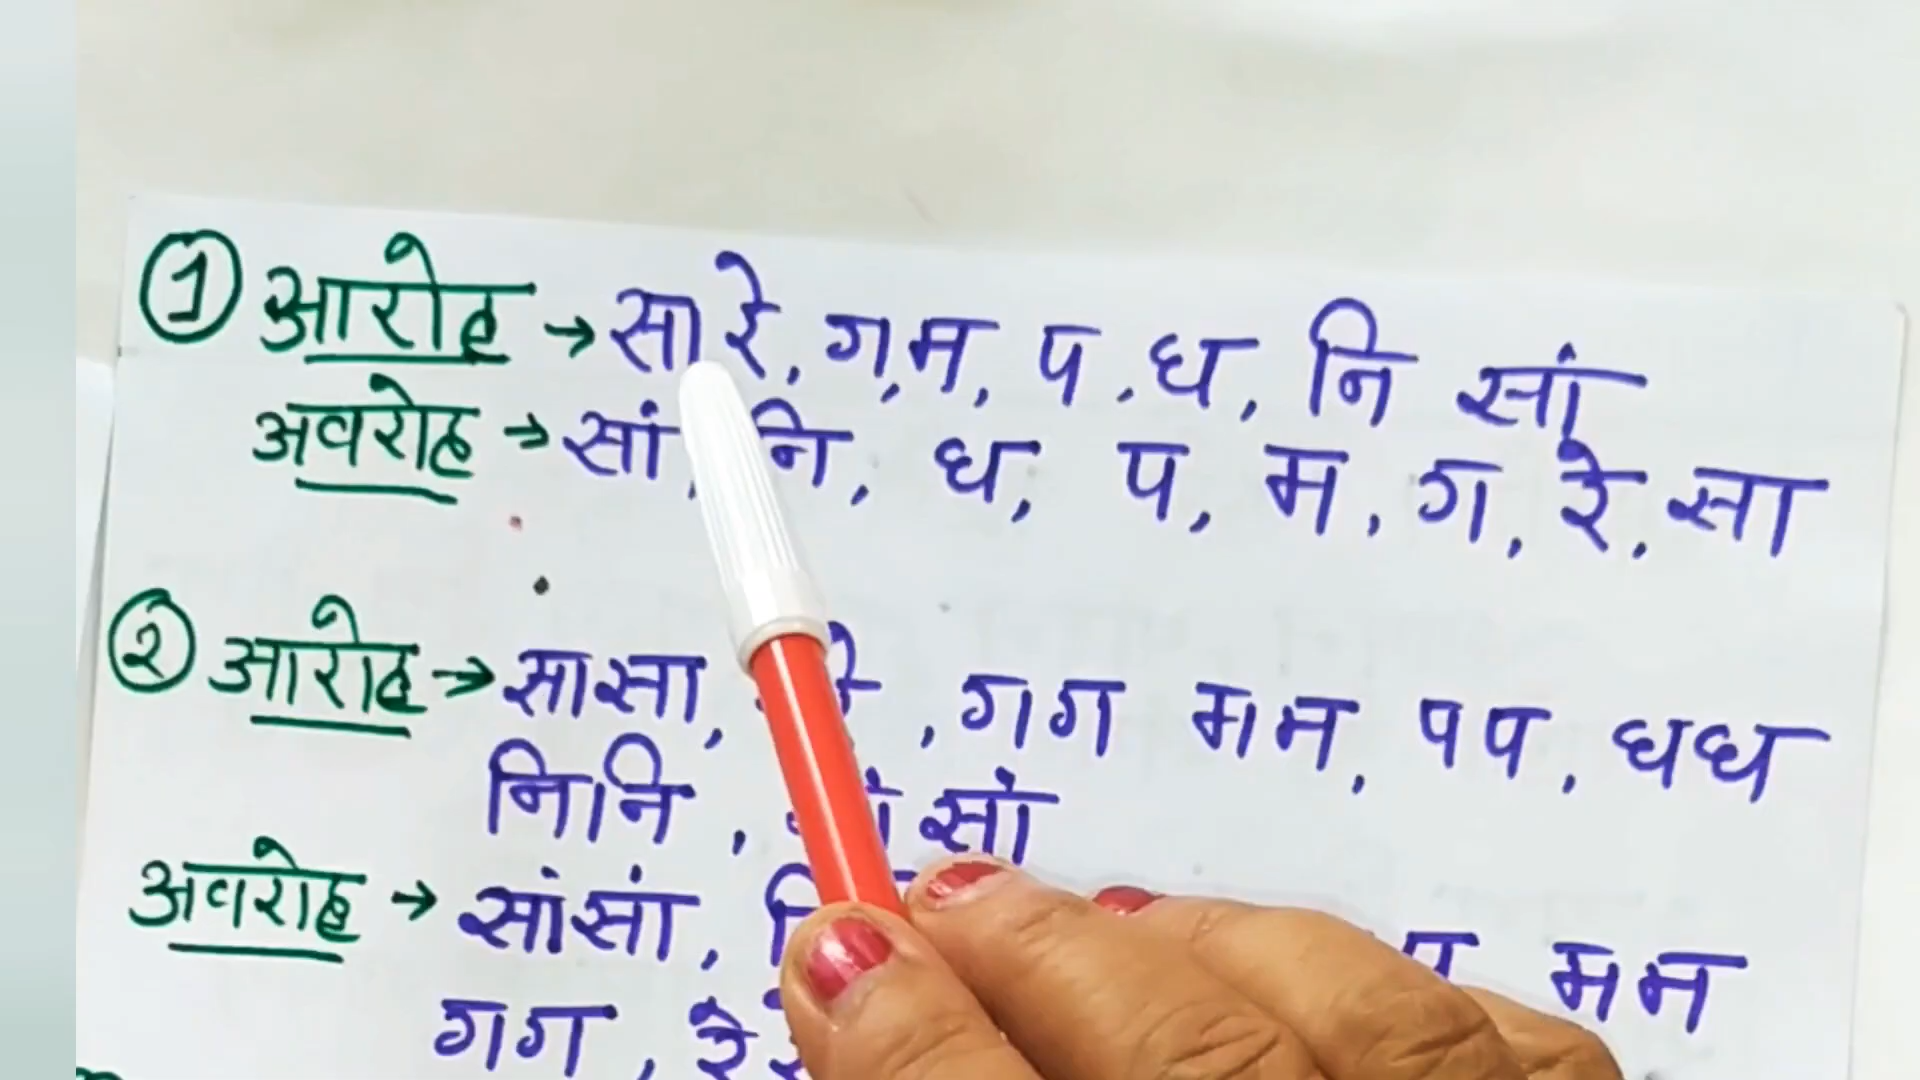 ① आरोह → सा रे, ग, म, प, ध, नि सां
अवरोह → सां, नि, ध, प, म, ग, रे, सा
② आरोह → सासा, गग मम, पप, धध
निनि, सां
अवरोह → सांसां, मम
गग, रे